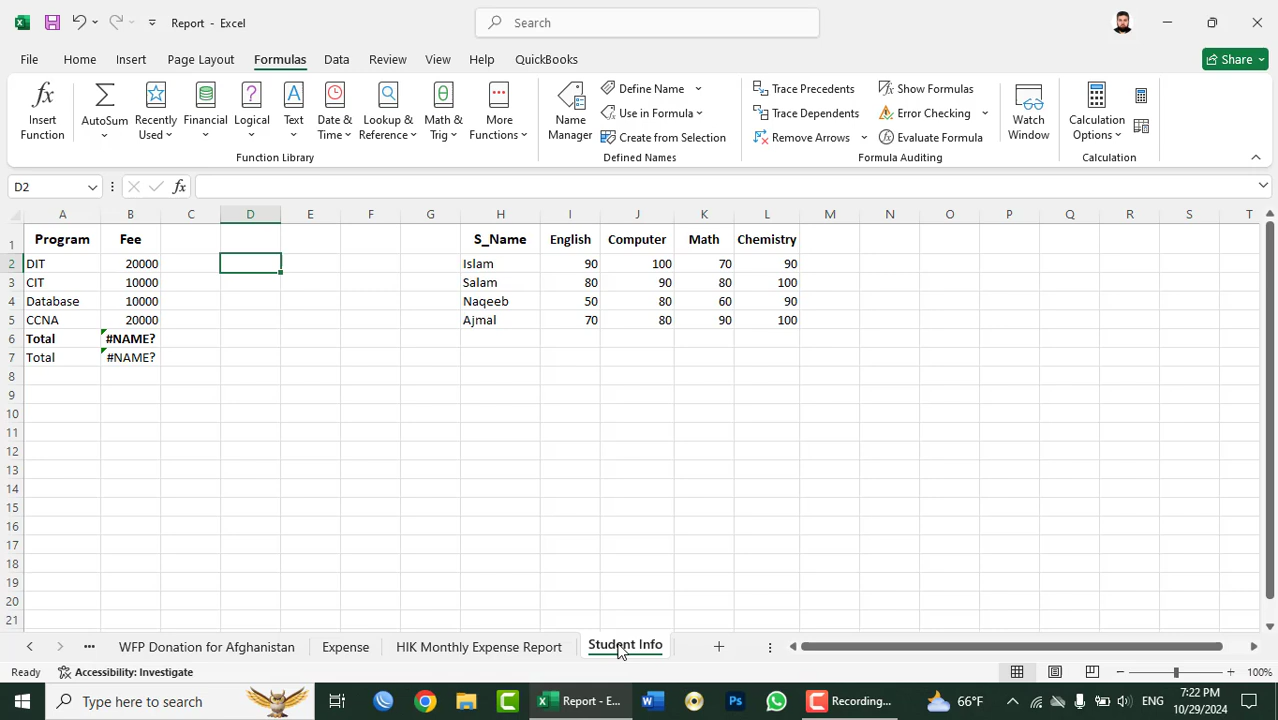 Report - Excel
Search
File Home Insert Page Layout Formulas Data Review View Help QuickBooks Share
Insert Function
AutoSum
Recently Used
Financial
Logical
Text
Date & Time
Lookup & Reference
Math & Trig
More Functions
Function Library
Name Manager
Define Name
Use in Formula
Create from Selection
Defined Names
Trace Precedents
Trace Dependents
Remove Arrows
Show Formulas
Error Checking
Evaluate Formula
Formula Auditing
Watch Window
Calculation Options
Calculation
D2 fx
A B C D E F G H I J K L M N O P Q R S T
1 Program Fee S_Name English Computer Math Chemistry
2 DIT 20000 Islam 90 100 70 90
3 CIT 10000 Salam 80 90 80 100
4 Database 10000 Naqeeb 50 80 60 90
5 CCNA 20000 Ajmal 70 80 90 100
6 Total #NAME?
7 Total #NAME?
8
9
10
11
12
13
14
15
16
17
18
19
20
21
WFP Donation for Afghanistan Expense HIK Monthly Expense Report Student Info
Ready Accessibility: Investigate 100%
Type here to search Report - E... Recording... 66°F ENG 7:22 PM
10/29/2024